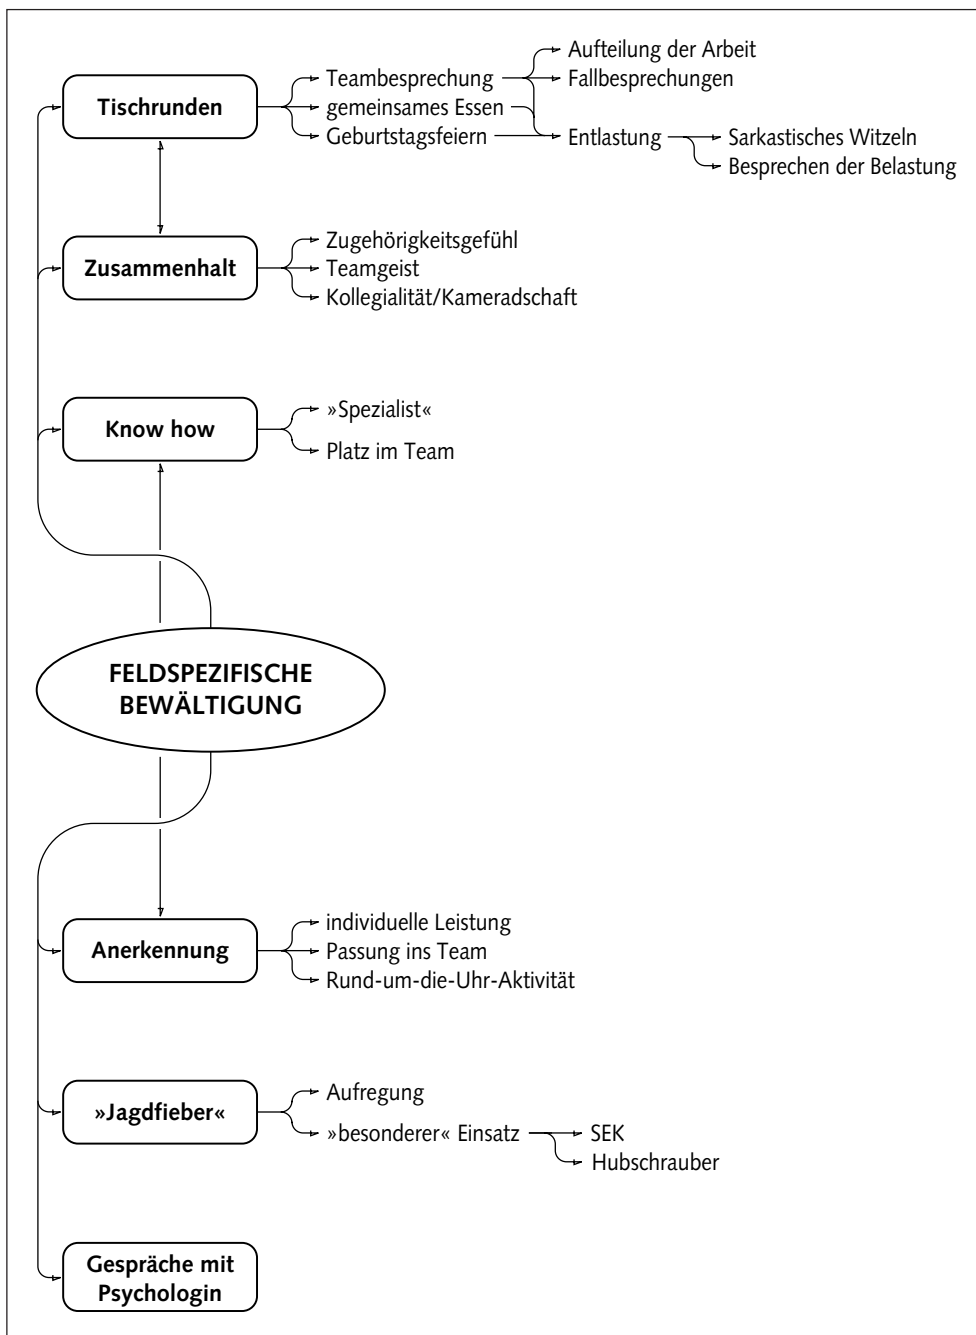 Aufteilung der Arbeit
Teambesprechung
Fallbesprechungen
Tischrunden
gemeinsames Essen
Geburtstagsfeiern
Entlastung
Sarkastisches Witzeln
Besprechen der Belastung
Zugehörigkeitsgefühl
Zusammenhalt
Teamgeist
Kollegialität/Kameradschaft
»Spezialist«
Know how
Platz im Team
FELDSPEZIFISCHE
BEWÄLTIGUNG
individuelle Leistung
Anerkennung
Passung ins Team
Rund-um-die-Uhr-Aktivität
Aufregung
»Jagdfieber«
»besonderer« Einsatz
SEK
Hubschrauber
Gespräche mit
Psychologin